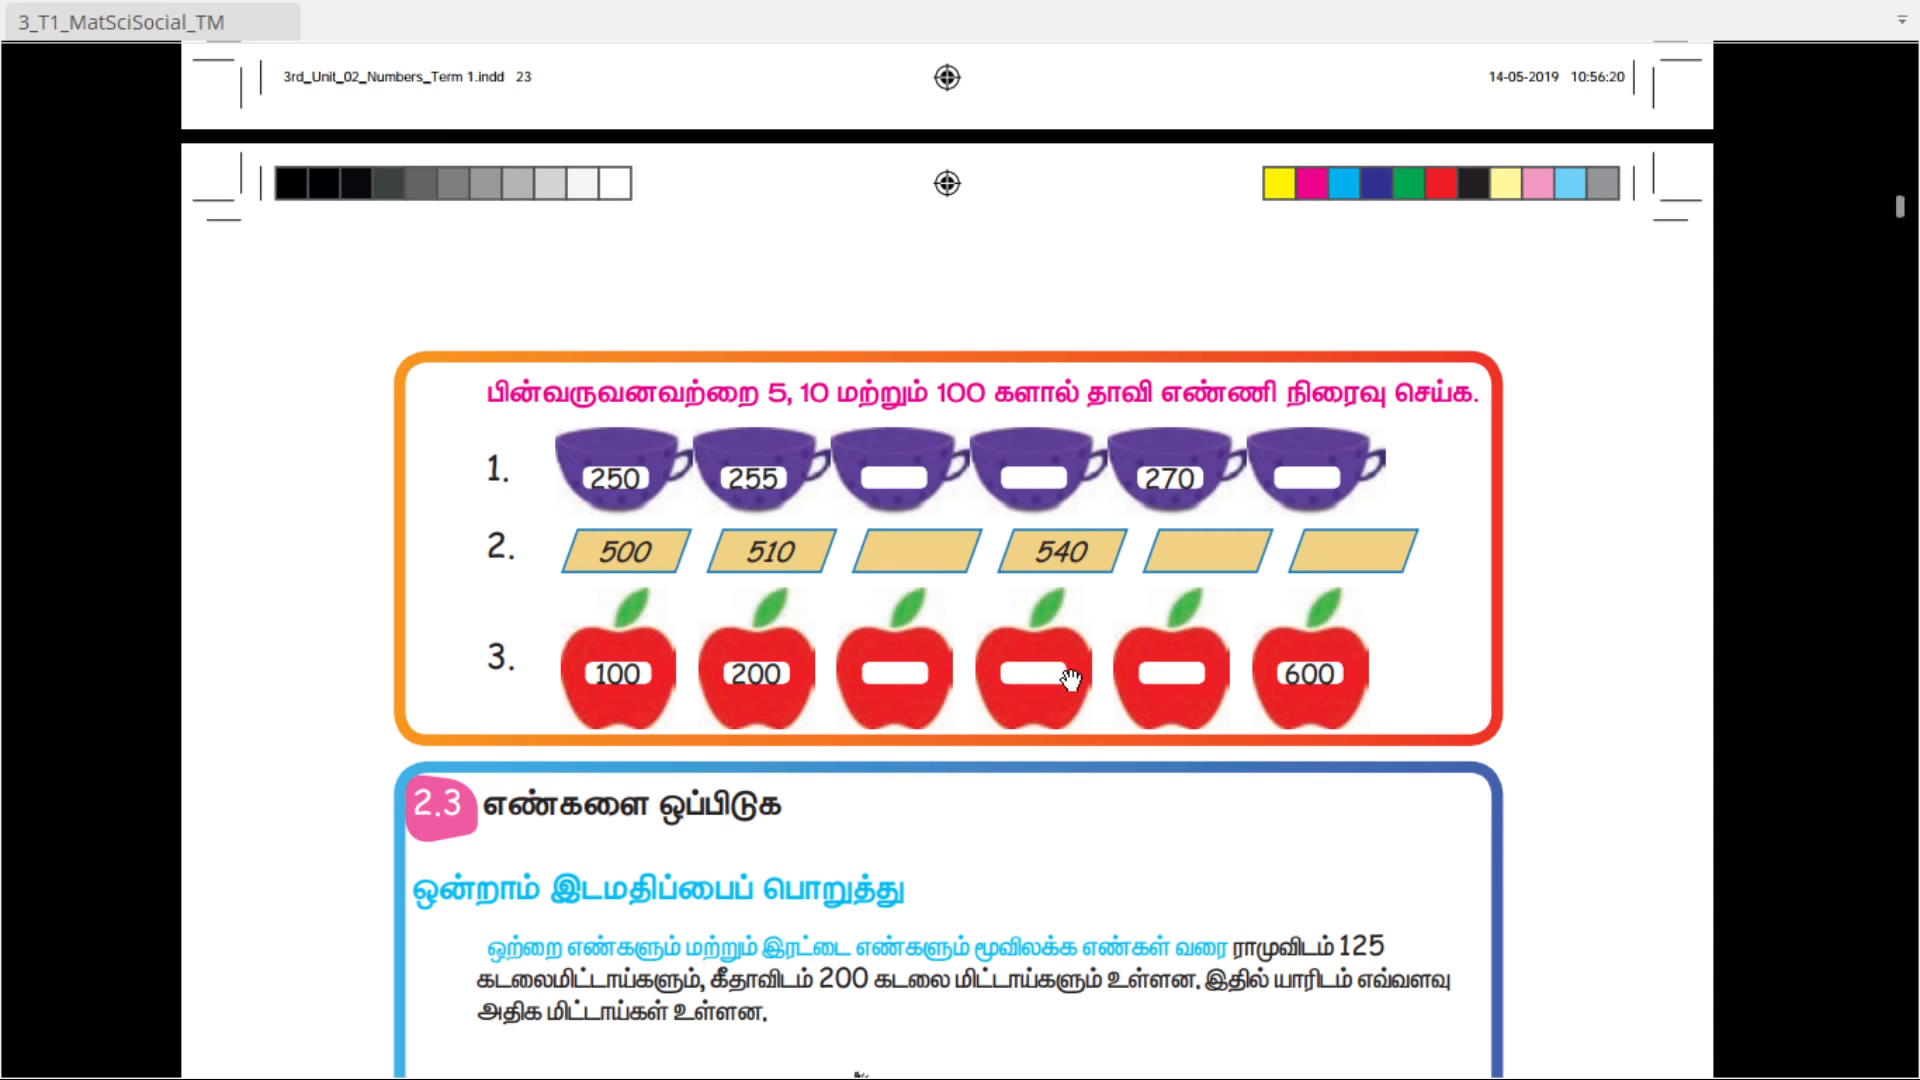 3_T1_MatSciSocial_TM
3rd_Unit_02_Numbers_Term 1.indd 23
14-05-2019 10:56:20
பின்வருவனவற்றை 5, 10 மற்றும் 100 களால் தாவி எண்ணி நிரைவு செய்க.
1. 250 255 270
2. 500 510 540
3. 100 200 600
2.3 எண்களை ஒப்பிடுக
ஒன்றாம் இடமதிப்பைப் பொறுத்து
ஒற்றை எண்களும் மற்றும் இரட்டை எண்களும் மூவிலக்க எண்கள் வரை ராமுவிடம் 125
கடலைமிட்டாய்களும், கீதாவிடம் 200 கடலை மிட்டாய்களும் உள்ளன. இதில் யாரிடம் எவ்வளவு
அதிக மிட்டாய்கள் உள்ளன.